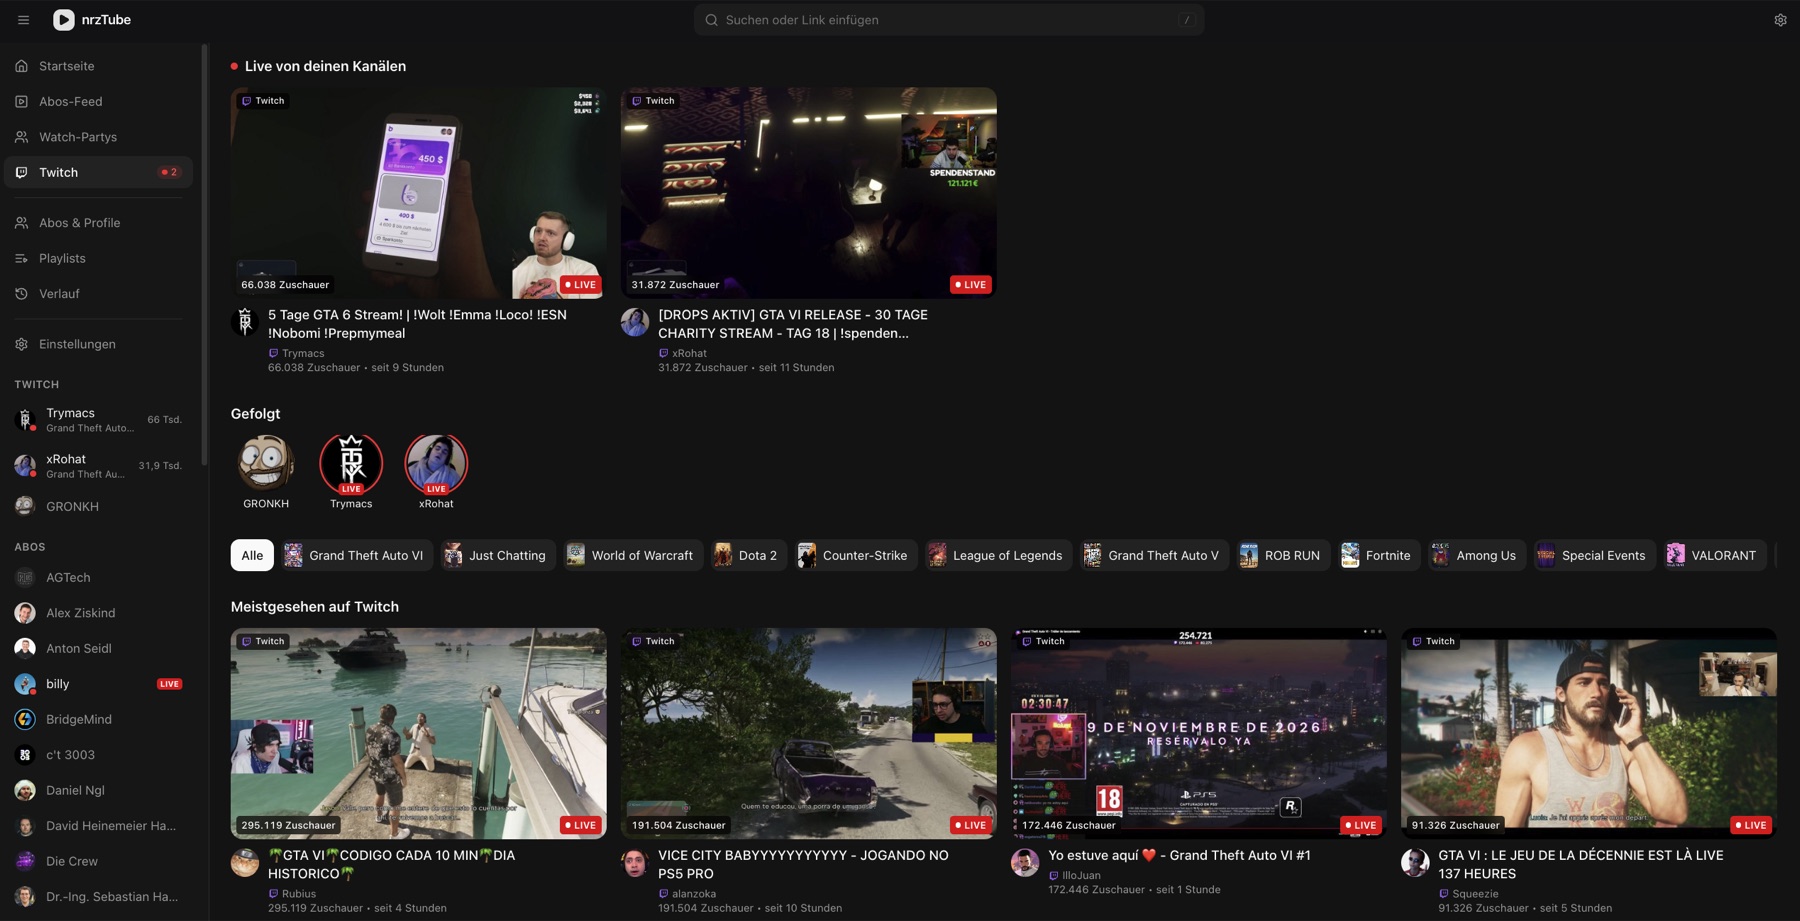 nrzTube
Suchen oder Link einfügen
/
Startseite
Abos-Feed
Watch-Partys
Twitch
2
Abos & Profile
Playlists
Verlauf
Einstellungen
TWITCH
Trymacs
66 Tsd.
Grand Theft Auto...
xRohat
31,9 Tsd.
Grand Theft Au...
GRONKH
ABOS
AGTech
Alex Ziskind
Anton Seidl
billy
LIVE
BridgeMind
c't 3003
Daniel Ngl
David Heinemeier Ha...
Die Crew
Dr.-Ing. Sebastian Ha...
Live von deinen Kanälen
Twitch
450 $
400 $
66.038 Zuschauer
LIVE
5 Tage GTA 6 Stream! | !Wolt !Emma !Loco! !ESN
!Nobomi !Prepmymeal
Trymacs
66.038 Zuschauer • seit 9 Stunden
Twitch
SPENDENSTAND
121.121 €
31.872 Zuschauer
LIVE
[DROPS AKTIV] GTA VI RELEASE - 30 TAGE
CHARITY STREAM - TAG 18 | !spenden...
xRohat
31.872 Zuschauer • seit 11 Stunden
Gefolgt
GRONKH
LIVE
Trymacs
LIVE
xRohat
Alle
Grand Theft Auto VI
Just Chatting
World of Warcraft
Dota 2
Counter-Strike
League of Legends
Grand Theft Auto V
ROB RUN
Fortnite
Among Us
Special Events
VALORANT
Meistgesehen auf Twitch
Twitch
295.119 Zuschauer
LIVE
🌴GTA VI🌴CODIGO CADA 10 MIN🌴DIA
HISTORICO🌴
Rubius
295.119 Zuschauer • seit 4 Stunden
Twitch
191.504 Zuschauer
LIVE
VICE CITY BABYYYYYYYYYYY - JOGANDO NO
PS5 PRO
alanzoka
191.504 Zuschauer • seit 10 Stunden
Twitch
254.721
02:30:47
9 DE NOVIEMBRE DE 2026
RESÉRVALO YA
18
PS5
172.446 Zuschauer
LIVE
Yo estuve aquí ❤️ - Grand Theft Auto VI #1
IlloJuan
172.446 Zuschauer • seit 1 Stunde
Twitch
91.326 Zuschauer
LIVE
GTA VI : LE JEU DE LA DÉCENNIE EST LÀ LIVE
137 HEURES
Squeezie
91.326 Zuschauer • seit 5 Stunden